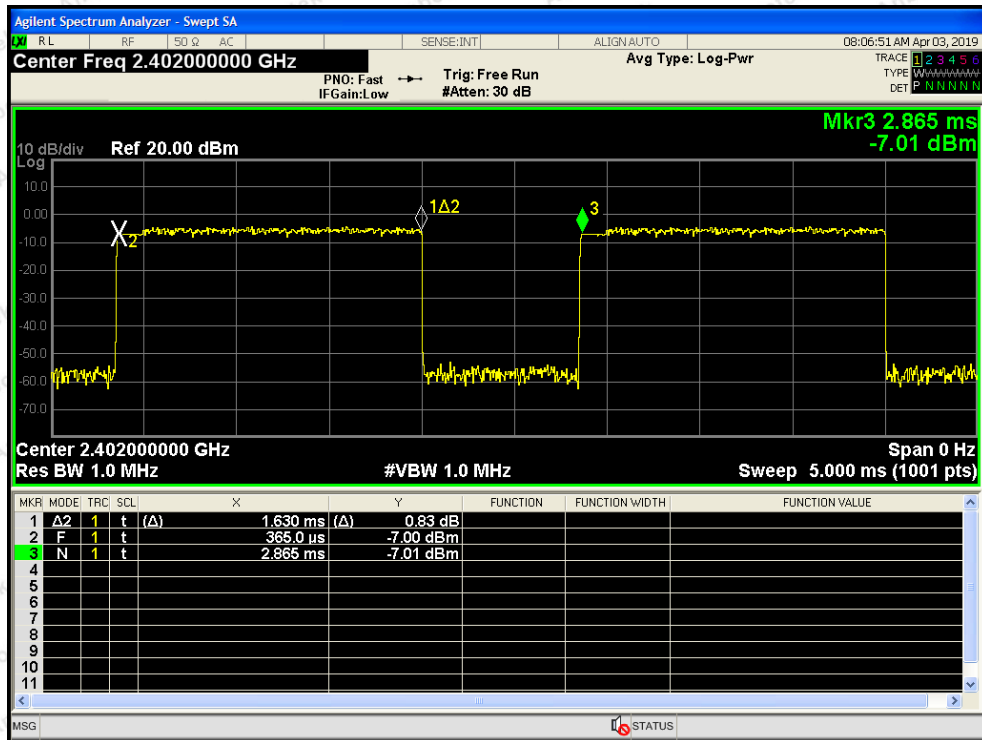 Agilent Spectrum Analyzer - Swept SA
LXI RL RF 50 Ω AC SENSE:INT ALIGN AUTO 08:06:51 AM Apr 03, 2019
Center Freq 2.402000000 GHz Avg Type: Log-Pwr TRACE 1 2 3 4 5 6
PNO: Fast Trig: Free Run TYPE WWWWWW
IFGain:Low #Atten: 30 dB DET P N N N N N
Mkr3 2.865 ms
10 dB/div Ref 20.00 dBm -7.01 dBm
Log
10.0
0.00
-10.0
-20.0
-30.0
-40.0
-50.0
-60.0
-70.0
X2 1Δ2 3
Center 2.402000000 GHz Span 0 Hz
Res BW 1.0 MHz #VBW 1.0 MHz Sweep 5.000 ms (1001 pts)
MKR MODE TRC SCL X Y FUNCTION FUNCTION WIDTH FUNCTION VALUE
1 Δ2 1 t (Δ) 1.630 ms (Δ) 0.83 dB
2 F 1 t 365.0 µs -7.00 dBm
3 N 1 t 2.865 ms -7.01 dBm
4
5
6
7
8
9
10
11
MSG STATUS